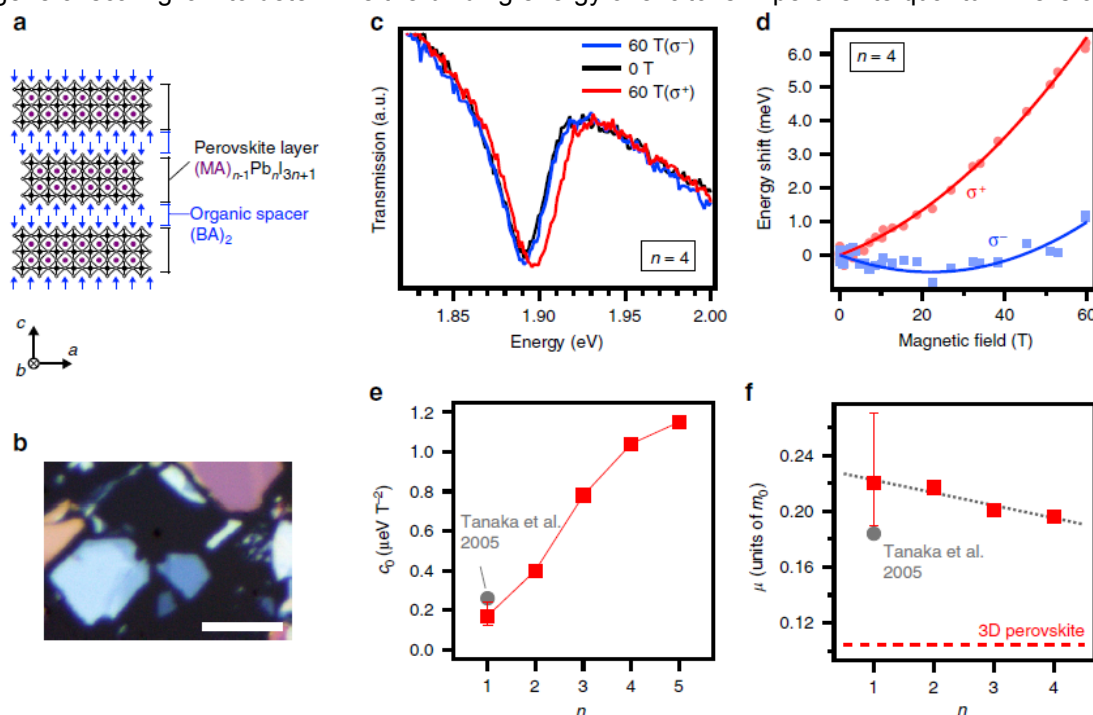 a
Perovskite layer
(MA)n-1PbnI3n+1
Organic spacer
(BA)2
c
b
a
b
c
60 T(σ−)
0 T
60 T(σ+)
Transmission (a.u.)
n = 4
1.85
1.90
1.95
2.00
Energy (eV)
d
n = 4
6.0
5.0
4.0
3.0
2.0
1.0
0
Energy shift (meV)
σ+
σ−
0
20
40
60
Magnetic field (T)
e
1.2
1.0
0.8
0.6
0.4
0.2
0.0
c0 (μeV T−2)
Tanaka et al.
2005
1
2
3
4
5
n
f
0.24
0.20
0.16
0.12
μ (units of m0)
Tanaka et al.
2005
3D perovskite
1
2
3
4
n